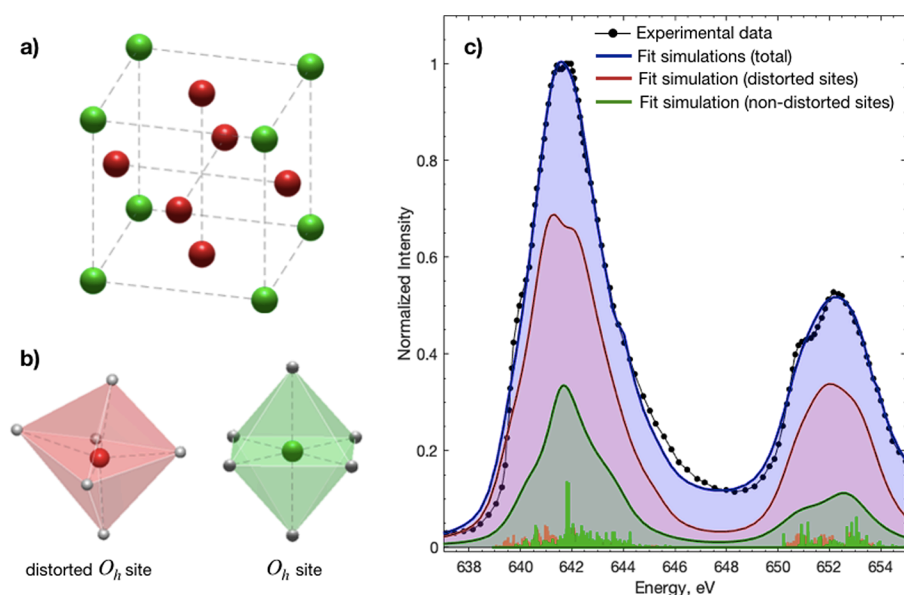 a)
b)
distorted Oh site
Oh site
c)
Experimental data
Fit simulations (total)
Fit simulation (distorted sites)
Fit simulation (non-distorted sites)
Normalized Intensity
1
0.8
0.6
0.4
0.2
0
638 640 642 644 646 648 650 652 654
Energy, eV